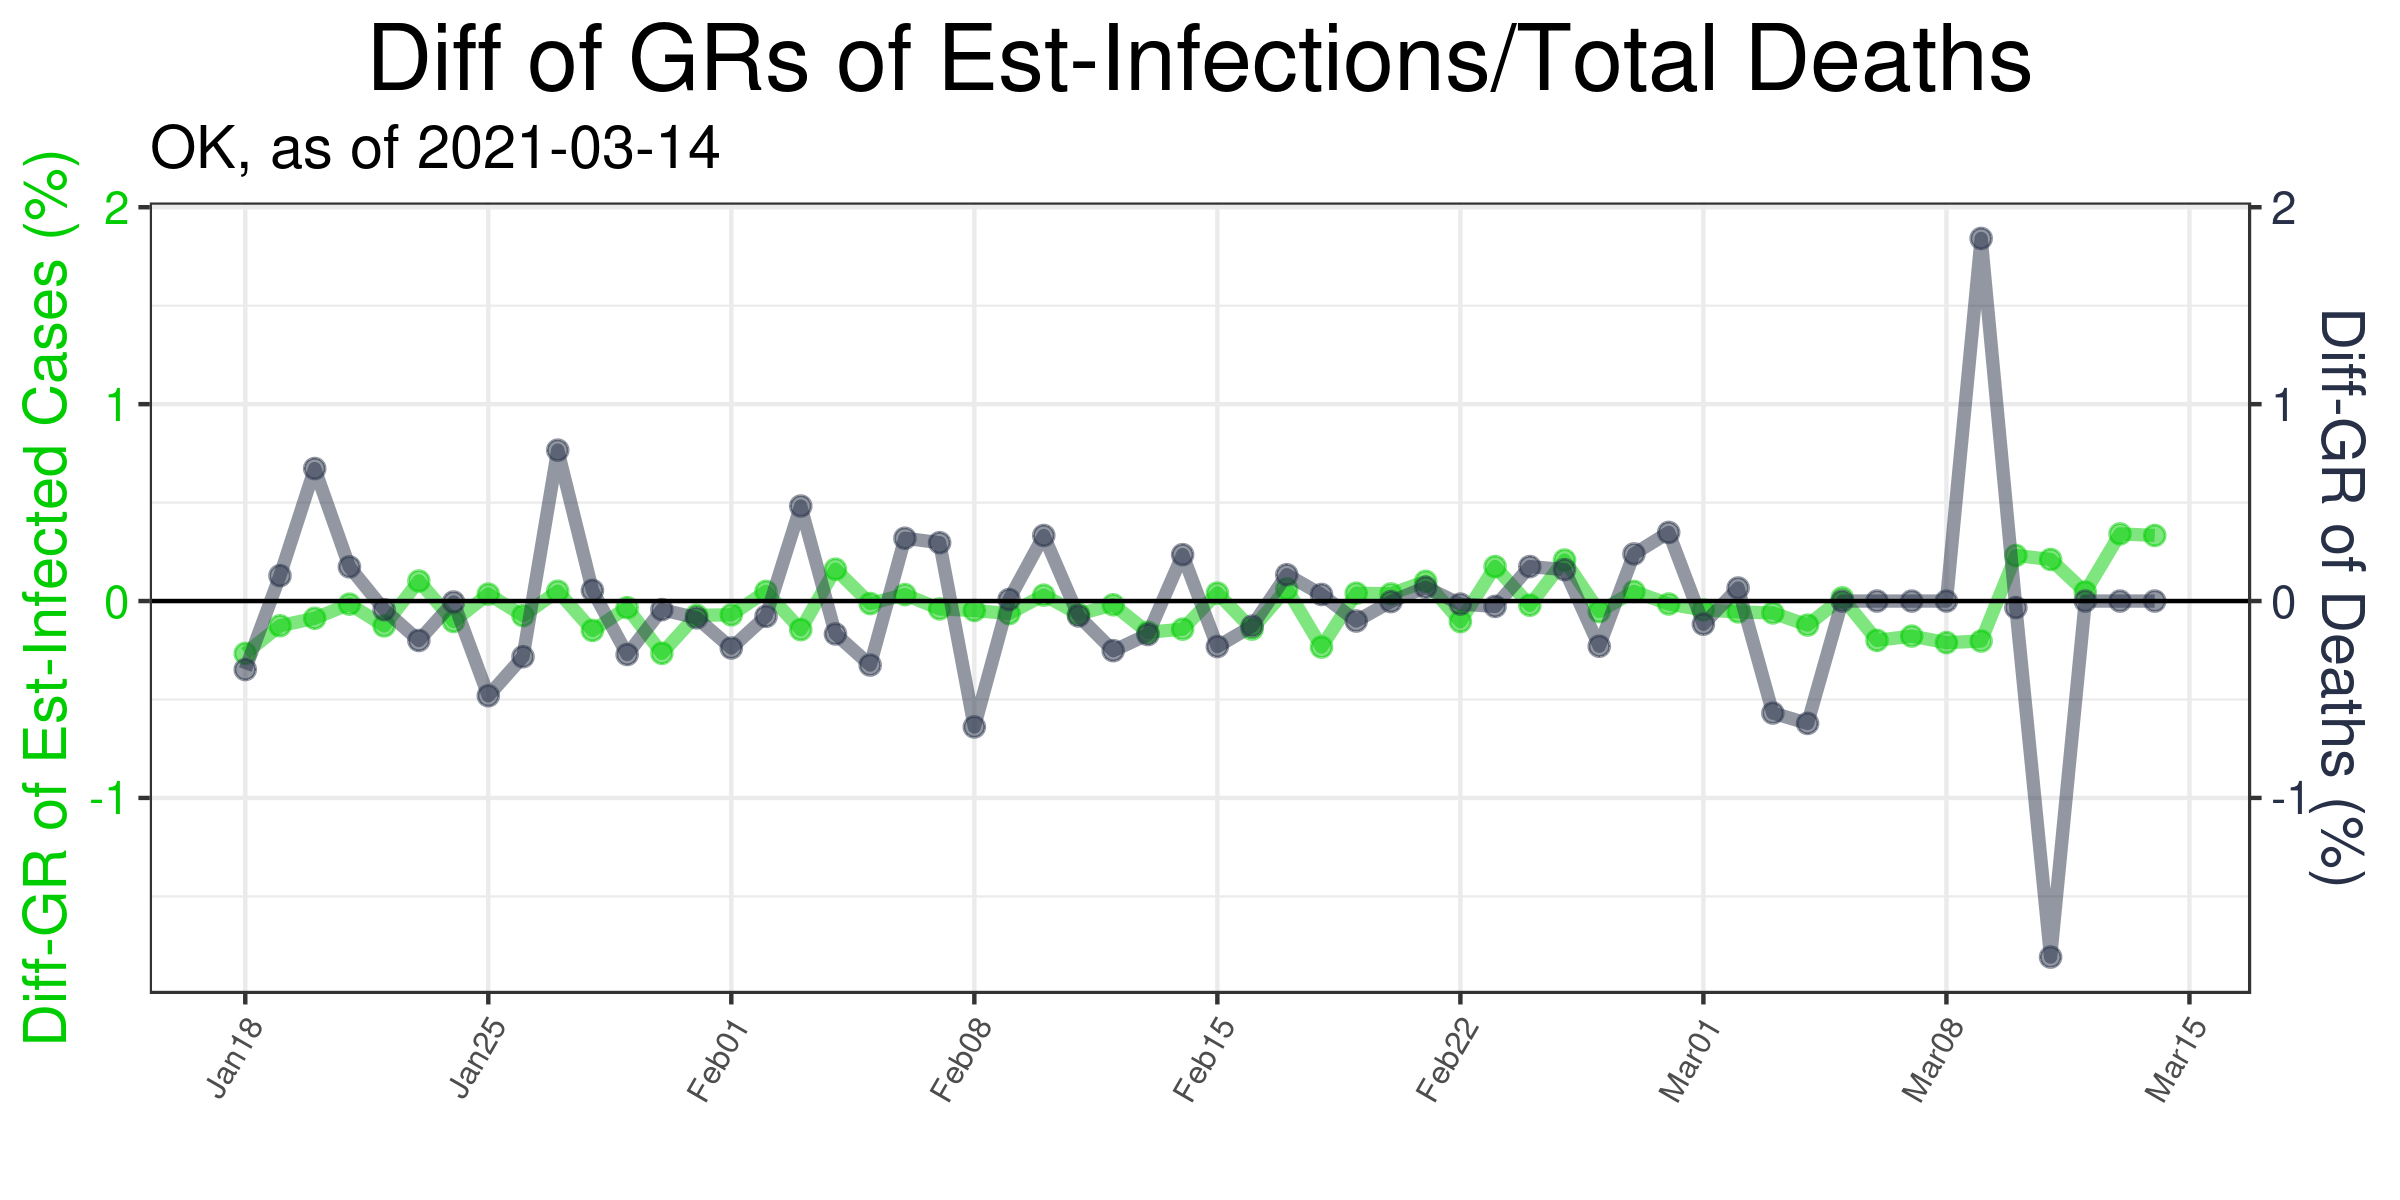 Diff of GRs of Est-Infections/Total Deaths
OK, as of 2021-03-14
Diff-GR of Est-Infected Cases (%)
2
1
0
-1
2
1
0
-1
Diff-GR of Deaths (%)
Jan18
Jan25
Feb01
Feb08
Feb15
Feb22
Mar01
Mar08
Mar15